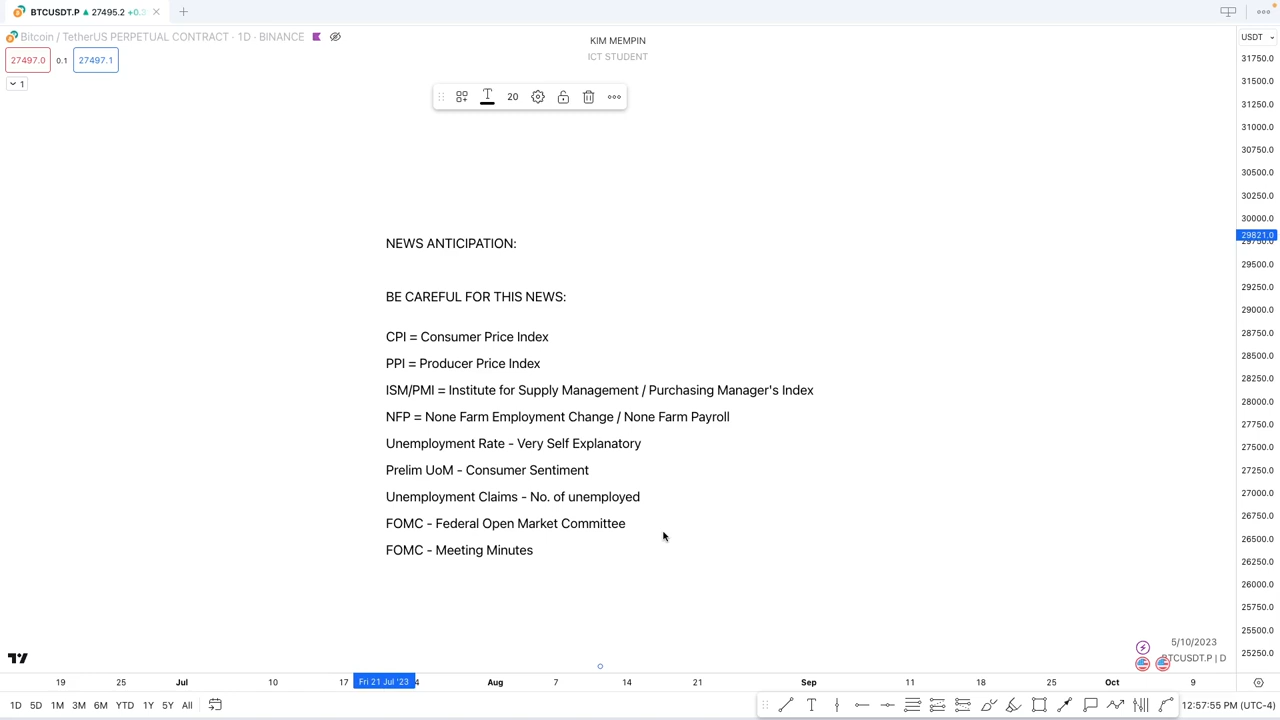 BTCUSDT.P ▲ 27495.2 +0.3
USDT
Bitcoin / TetherUS PERPETUAL CONTRACT · 1D · BINANCE
27497.0 0.1 27497.1
1
KIM MEMPIN
ICT STUDENT
20
NEWS ANTICIPATION:
BE CAREFUL FOR THIS NEWS:
CPI = Consumer Price Index
PPI = Producer Price Index
ISM/PMI = Institute for Supply Management / Purchasing Manager's Index
NFP = None Farm Employment Change / None Farm Payroll
Unemployment Rate - Very Self Explanatory
Prelim UoM - Consumer Sentiment
Unemployment Claims - No. of unemployed
FOMC - Federal Open Market Committee
FOMC - Meeting Minutes
31750.0
31500.0
31250.0
31000.0
30750.0
30500.0
30250.0
30000.0
29821.0
29750.0
29500.0
29250.0
29000.0
28750.0
28500.0
28250.0
28000.0
27750.0
27500.0
27250.0
27000.0
26750.0
26500.0
26250.0
26000.0
25750.0
25500.0
25250.0
5/10/2023
BTCUSDT.P | D
19 25 Jul 10 17 Fri 21 Jul '23 4 Aug 7 14 21 Sep 11 18 25 Oct 9
1D 5D 1M 3M 6M YTD 1Y 5Y All
12:57:55 PM (UTC-4)